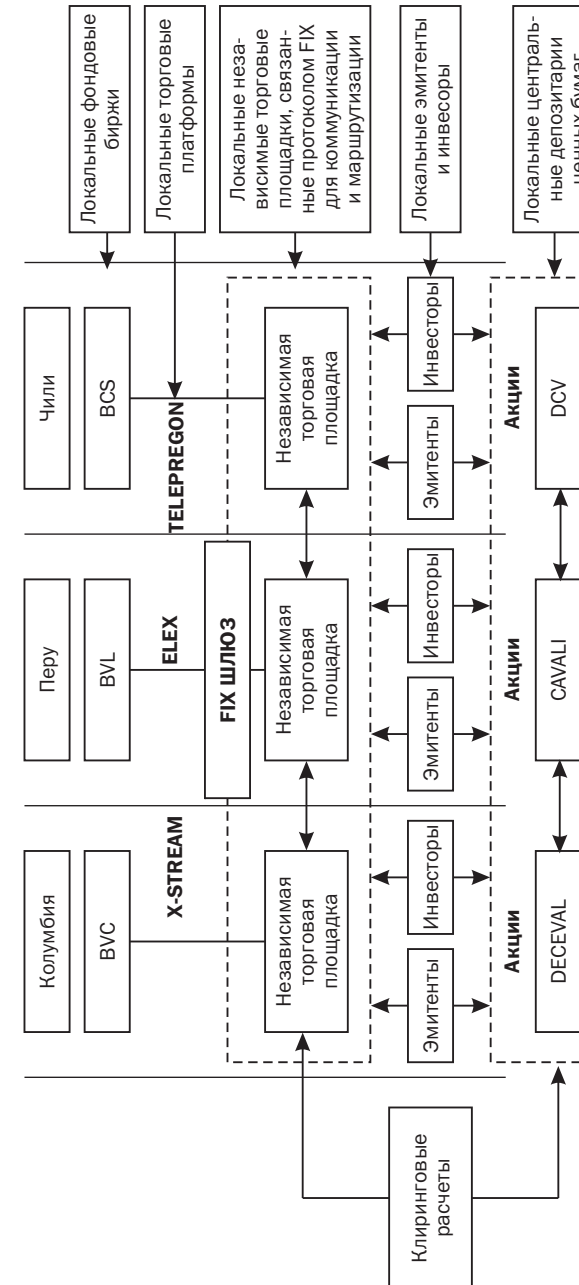 Колумбия
Перу
Чили
BVC
BVL
BCS
Локальные фондовые
биржи
X-STREAM
ELEX
TELEPREGON
Локальные торговые
платформы
FIX ШЛЮЗ
Независимая
торговая
площадка
Независимая
торговая
площадка
Независимая
торговая
площадка
Локальные неза-
висимые торговые
площадки, связан-
ные протоколом FIX
для коммуникации
и маршрутизации
Клиринговые
расчеты
Эмитенты
Инвесторы
Эмитенты
Инвесторы
Эмитенты
Инвесторы
Локальные эмитенты
и инвесоры
Акции
Акции
Акции
DECEVAL
CAVALI
DCV
Локальные централь-
ные депозитарии
ценных бумаг